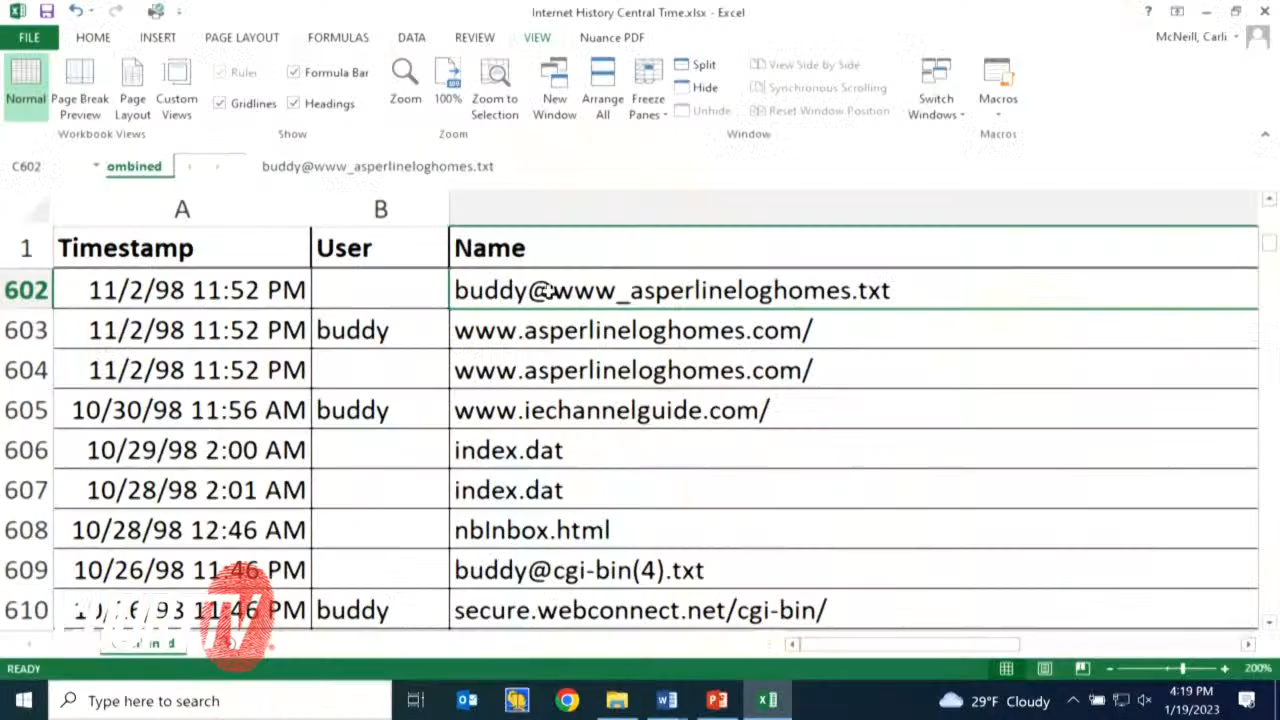 Internet History Central Time.xlsx - Excel
FILE HOME INSERT PAGE LAYOUT FORMULAS DATA REVIEW VIEW Nuance PDF McNeill, Carli
Normal Page Break Preview Page Layout Custom Views
Ruler Formula Bar
Gridlines Headings
Zoom 100% Zoom to Selection
New Window Arrange All Freeze Panes
Split
Hide
Unhide
View Side by Side
Synchronous Scrolling
Reset Window Position
Switch Windows Macros
Workbook Views Show Zoom Window Macros
C602 ombined buddy@www_asperlineloghomes.txt
A B
1 Timestamp User Name
602 11/2/98 11:52 PM buddy@www_asperlineloghomes.txt
603 11/2/98 11:52 PM buddy www.asperlineloghomes.com/
604 11/2/98 11:52 PM www.asperlineloghomes.com/
605 10/30/98 11:56 AM buddy www.iechannelguide.com/
606 10/29/98 2:00 AM index.dat
607 10/28/98 2:01 AM index.dat
608 10/28/98 12:46 AM nbInbox.html
609 10/26/98 11:46 PM buddy@cgi-bin(4).txt
610 11:46 PM buddy secure.webconnect.net/cgi-bin/
TV
READY 200%
Type here to search 29°F Cloudy 4:19 PM
1/19/2023